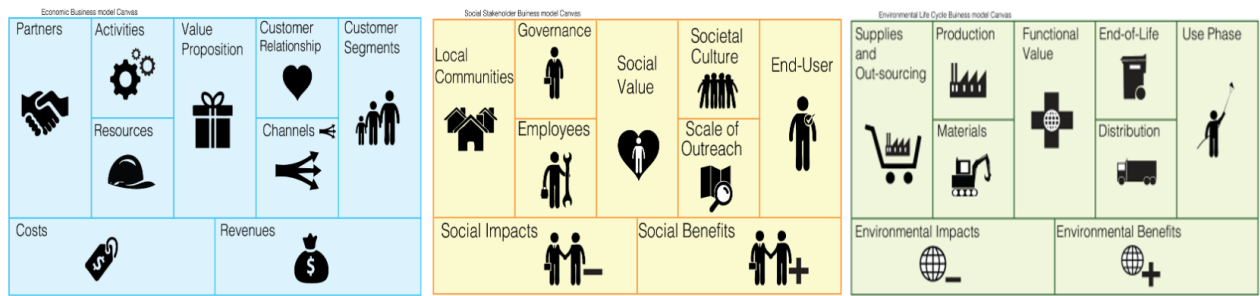 Economic Business model Canvas
Partners
Activities
Value
Proposition
Customer
Relationship
Customer
Segments
Resources
Channels
Costs
Revenues
Social Stakeholder Buiness model Canvas
Local
Communities
Governance
Social
Value
Societal
Culture
End-User
Employees
Scale of
Outreach
Social Impacts
Social Benefits
Environmental Life Cycle Buiness model Canvas
Supplies
and
Out-sourcing
Production
Functional
Value
End-of-Life
Use Phase
Materials
Distribution
Environmental Impacts
Environmental Benefits